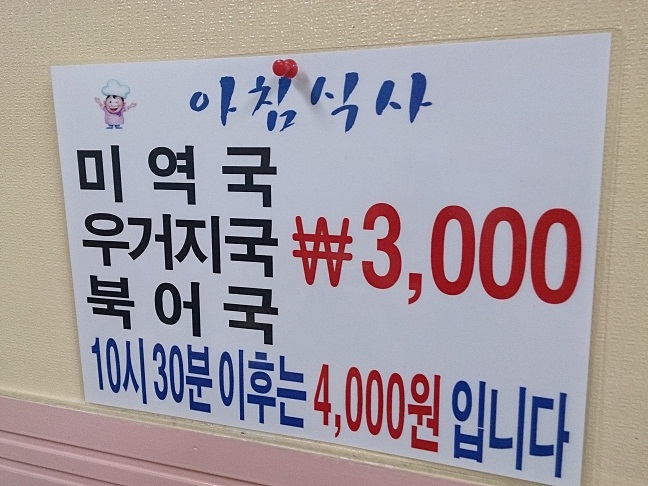 아침식사
미역국
우거지국 ₩3,000
북어국
10시 30분 이후는 4,000원 입니다